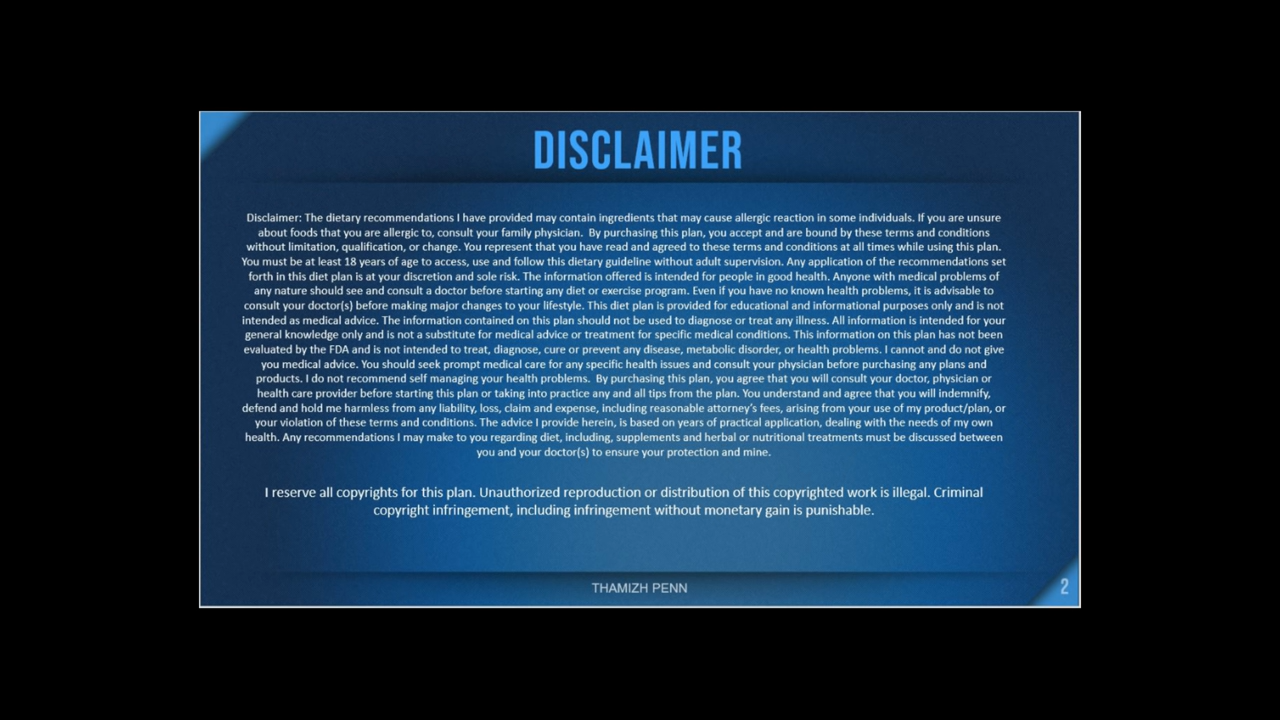 DISCLAIMER
Disclaimer: The dietary recommendations I have provided may contain ingredients that may cause allergic reaction in some individuals. If you are unsure
about foods that you are allergic to, consult your family physician.  By purchasing this plan, you accept and are bound by these terms and conditions
without limitation, qualification, or change. You represent that you have read and agreed to these terms and conditions at all times while using this plan.
You must be at least 18 years of age to access, use and follow this dietary guideline without adult supervision. Any application of the recommendations set
forth in this diet plan is at your discretion and sole risk. The information offered is intended for people in good health. Anyone with medical problems of
any nature should see and consult a doctor before starting any diet or exercise program. Even if you have no known health problems, it is advisable to
consult your doctor(s) before making major changes to your lifestyle. This diet plan is provided for educational and informational purposes only and is not
intended as medical advice. The information contained on this plan should not be used to diagnose or treat any illness. All information is intended for your
general knowledge only and is not a substitute for medical advice or treatment for specific medical conditions. This information on this plan has not been
evaluated by the FDA and is not intended to treat, diagnose, cure or prevent any disease, metabolic disorder, or health problems. I cannot and do not give
you medical advice. You should seek prompt medical care for any specific health issues and consult your physician before purchasing any plans and
products. I do not recommend self managing your health problems.  By purchasing this plan, you agree that you will consult your doctor, physician or
health care provider before starting this plan or taking into practice any and all tips from the plan. You understand and agree that you will indemnify,
defend and hold me harmless from any liability, loss, claim and expense, including reasonable attorney's fees, arising from your use of my product/plan, or
your violation of these terms and conditions. The advice I provide herein, is based on years of practical application, dealing with the needs of my own
health. Any recommendations I may make to you regarding diet, including, supplements and herbal or nutritional treatments must be discussed between
you and your doctor(s) to ensure your protection and mine.
I reserve all copyrights for this plan. Unauthorized reproduction or distribution of this copyrighted work is illegal. Criminal
copyright infringement, including infringement without monetary gain is punishable.
THAMIZH PENN
2